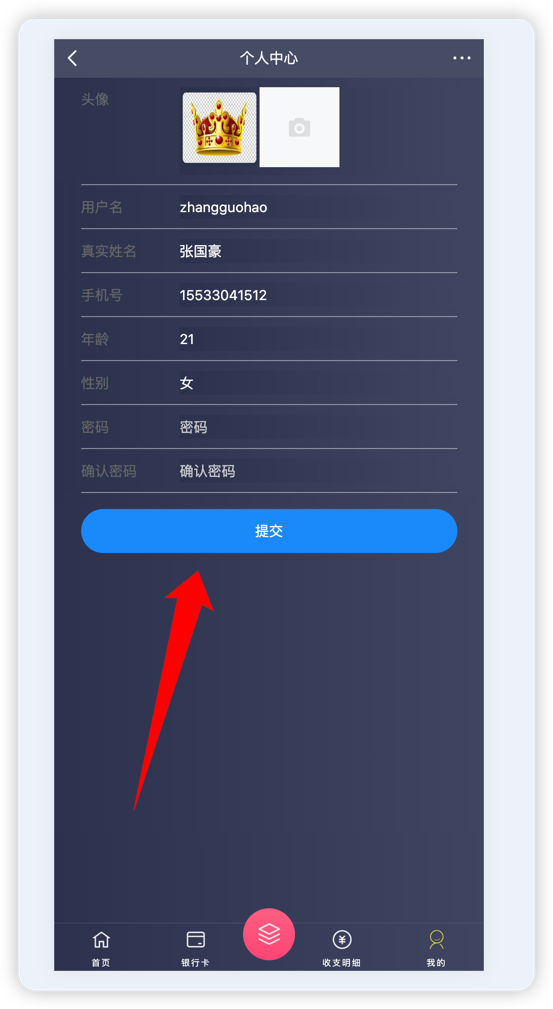 个人中心
头像
用户名 zhangguohao
真实姓名 张国豪
手机号 15533041512
年龄 21
性别 女
密码 密码
确认密码 确认密码
提交
首页 银行卡 收支明细 我的